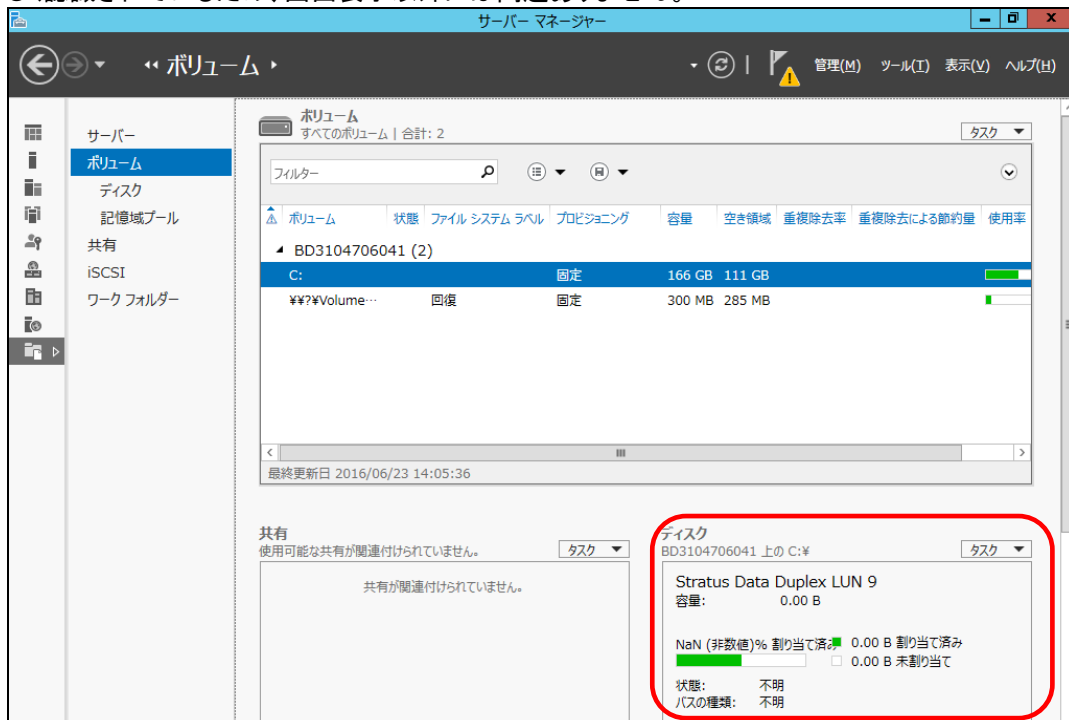 サーバー マネージャー
‹‹ ボリューム ▸
管理(M) ツール(T) 表示(V) ヘルプ(H)
サーバー
ボリューム
ディスク
記憶域プール
共有
iSCSI
ワーク フォルダー
ボリューム
すべてのボリューム | 合計: 2
タスク
フィルター
ボリューム 状態 ファイル システム ラベル プロビジョニング 容量 空き領域 重複除去率 重複除去による節約量 使用率
BD3104706041 (2)
C: 固定 166 GB 111 GB
¥¥?¥Volume… 回復 固定 300 MB 285 MB
最終更新日 2016/06/23 14:05:36
共有
使用可能な共有が関連付けられていません。
タスク
共有が関連付けられていません。
ディスク
BD3104706041 上の C:¥
タスク
Stratus Data Duplex LUN 9
容量: 0.00 B
NaN (非数値)% 割り当て済み 0.00 B 割り当て済み
0.00 B 未割り当て
状態: 不明
バスの種類: 不明